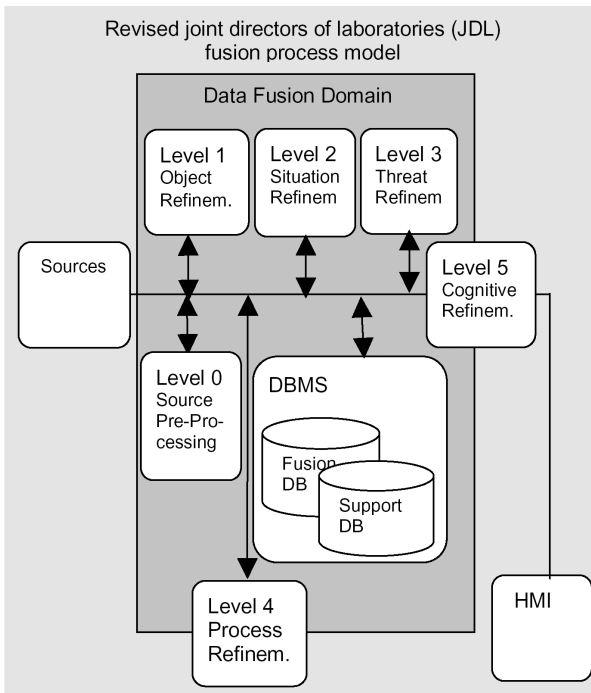 Revised joint directors of laboratories (JDL)
fusion process model
Data Fusion Domain
Level 1
Object
Refinem.
Level 2
Situation
Refinem
Level 3
Threat
Refinem
Sources
Level 5
Cognitive
Refinem.
Level 0
Source
Pre-Pro-
cessing
DBMS
Fusion
DB
Support
DB
Level 4
Process
Refinem.
HMI